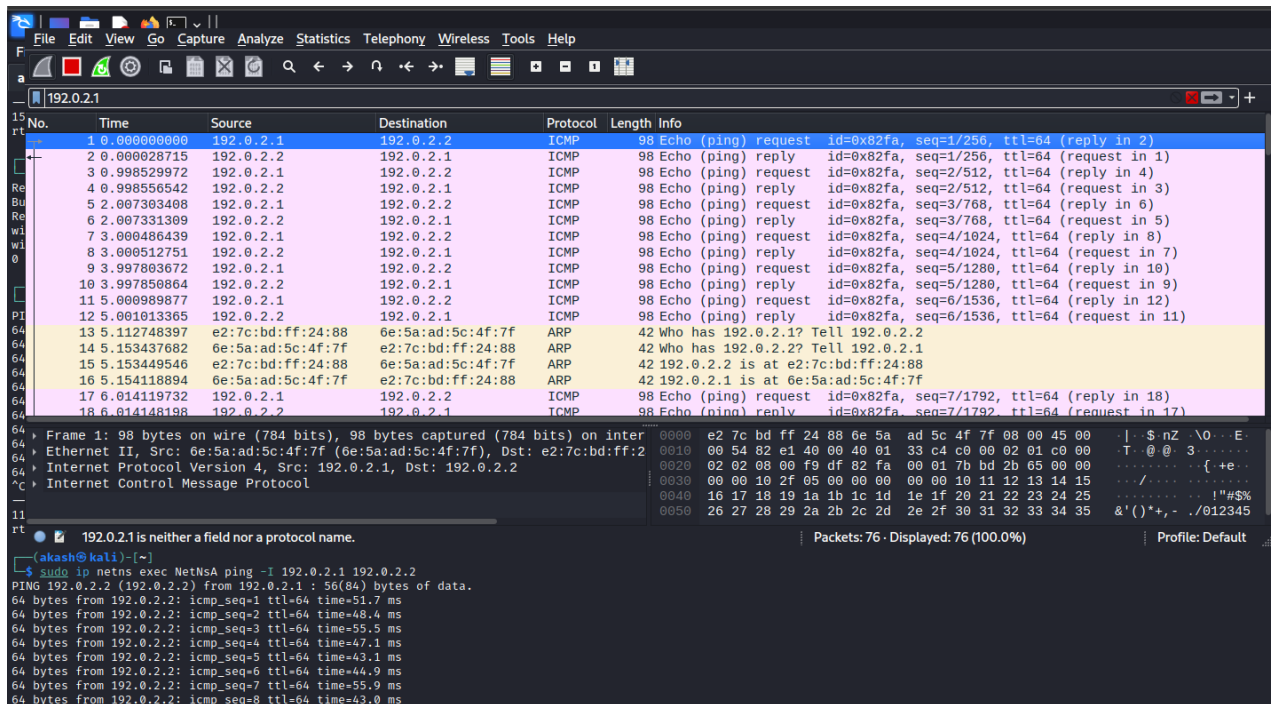 File Edit View Go Capture Analyze Statistics Telephony Wireless Tools Help
192.0.2.1
No. Time Source Destination Protocol Length Info
1 0.000000000 192.0.2.1 192.0.2.2 ICMP 98 Echo (ping) request id=0x82fa, seq=1/256, ttl=64 (reply in 2)
2 0.000028715 192.0.2.2 192.0.2.1 ICMP 98 Echo (ping) reply id=0x82fa, seq=1/256, ttl=64 (request in 1)
3 0.998529972 192.0.2.1 192.0.2.2 ICMP 98 Echo (ping) request id=0x82fa, seq=2/512, ttl=64 (reply in 4)
4 0.998556542 192.0.2.2 192.0.2.1 ICMP 98 Echo (ping) reply id=0x82fa, seq=2/512, ttl=64 (request in 3)
5 2.007303408 192.0.2.1 192.0.2.2 ICMP 98 Echo (ping) request id=0x82fa, seq=3/768, ttl=64 (reply in 6)
6 2.007331309 192.0.2.2 192.0.2.1 ICMP 98 Echo (ping) reply id=0x82fa, seq=3/768, ttl=64 (request in 5)
7 3.000486439 192.0.2.1 192.0.2.2 ICMP 98 Echo (ping) request id=0x82fa, seq=4/1024, ttl=64 (reply in 8)
8 3.000512751 192.0.2.2 192.0.2.1 ICMP 98 Echo (ping) reply id=0x82fa, seq=4/1024, ttl=64 (request in 7)
9 3.997803672 192.0.2.1 192.0.2.2 ICMP 98 Echo (ping) request id=0x82fa, seq=5/1280, ttl=64 (reply in 10)
10 3.997850864 192.0.2.2 192.0.2.1 ICMP 98 Echo (ping) reply id=0x82fa, seq=5/1280, ttl=64 (request in 9)
11 5.000989877 192.0.2.1 192.0.2.2 ICMP 98 Echo (ping) request id=0x82fa, seq=6/1536, ttl=64 (reply in 12)
12 5.001013365 192.0.2.2 192.0.2.1 ICMP 98 Echo (ping) reply id=0x82fa, seq=6/1536, ttl=64 (request in 11)
13 5.112748397 e2:7c:bd:ff:24:88 6e:5a:ad:5c:4f:7f ARP 42 Who has 192.0.2.1? Tell 192.0.2.2
14 5.153437682 6e:5a:ad:5c:4f:7f e2:7c:bd:ff:24:88 ARP 42 Who has 192.0.2.2? Tell 192.0.2.1
15 5.153449546 e2:7c:bd:ff:24:88 6e:5a:ad:5c:4f:7f ARP 42 192.0.2.2 is at e2:7c:bd:ff:24:88
16 5.154118894 6e:5a:ad:5c:4f:7f e2:7c:bd:ff:24:88 ARP 42 192.0.2.1 is at 6e:5a:ad:5c:4f:7f
17 6.014119732 192.0.2.1 192.0.2.2 ICMP 98 Echo (ping) request id=0x82fa, seq=7/1792, ttl=64 (reply in 18)
18 6.014148198 192.0.2.2 192.0.2.1 ICMP 98 Echo (ping) reply id=0x82fa, seq=7/1792, ttl=64 (request in 17)
Frame 1: 98 bytes on wire (784 bits), 98 bytes captured (784 bits) on inter
Ethernet II, Src: 6e:5a:ad:5c:4f:7f (6e:5a:ad:5c:4f:7f), Dst: e2:7c:bd:ff:2
Internet Protocol Version 4, Src: 192.0.2.1, Dst: 192.0.2.2
Internet Control Message Protocol
0000 e2 7c bd ff 24 88 6e 5a ad 5c 4f 7f 08 00 45 00 ·|··$·nZ ·\O···E·
0010 00 54 82 e1 40 00 40 01 33 c4 c0 00 02 01 c0 00 ·T··@·@· 3·······
0020 02 02 08 00 f9 df 82 fa 00 01 7b bd 2b 65 00 00 ········ ··{·+e··
0030 00 00 10 2f 05 00 00 00 00 00 10 11 12 13 14 15 ···/···· ········
0040 16 17 18 19 1a 1b 1c 1d 1e 1f 20 21 22 23 24 25 ········ ·· !"#$%
0050 26 27 28 29 2a 2b 2c 2d 2e 2f 30 31 32 33 34 35 &'()*+,- ./012345
192.0.2.1 is neither a field nor a protocol name. Packets: 76 · Displayed: 76 (100.0%) Profile: Default
(akash㉿kali)-[~]
$ sudo ip netns exec NetNsA ping -I 192.0.2.1 192.0.2.2
PING 192.0.2.2 (192.0.2.2) from 192.0.2.1 : 56(84) bytes of data.
64 bytes from 192.0.2.2: icmp_seq=1 ttl=64 time=51.7 ms
64 bytes from 192.0.2.2: icmp_seq=2 ttl=64 time=48.4 ms
64 bytes from 192.0.2.2: icmp_seq=3 ttl=64 time=55.5 ms
64 bytes from 192.0.2.2: icmp_seq=4 ttl=64 time=47.1 ms
64 bytes from 192.0.2.2: icmp_seq=5 ttl=64 time=43.1 ms
64 bytes from 192.0.2.2: icmp_seq=6 ttl=64 time=44.9 ms
64 bytes from 192.0.2.2: icmp_seq=7 ttl=64 time=55.9 ms
64 bytes from 192.0.2.2: icmp_seq=8 ttl=64 time=43.0 ms